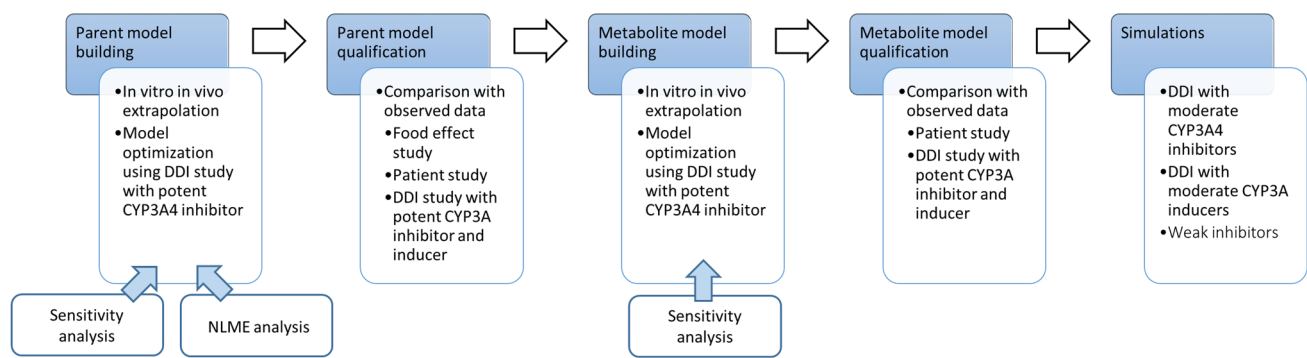 Parent model
building
•In vitro in vivo
extrapolation
•Model
optimization
using DDI study
with potent
CYP3A4 inhibitor
Sensitivity
analysis
NLME analysis
Parent model
qualification
•Comparison with
observed data
•Food effect
study
•Patient study
•DDI study with
potent CYP3A
inhibitor and
inducer
Metabolite model
building
•In vitro in vivo
extrapolation
•Model
optimization
using DDI study
with potent
CYP3A4 inhibitor
Sensitivity
analysis
Metabolite model
qualification
•Comparison with
observed data
•Patient study
•DDI study with
potent CYP3A
inhibitor and
inducer
Simulations
•DDI with
moderate
CYP3A4
inhibitors
•DDI with
moderate CYP3A
inducers
•Weak inhibitors